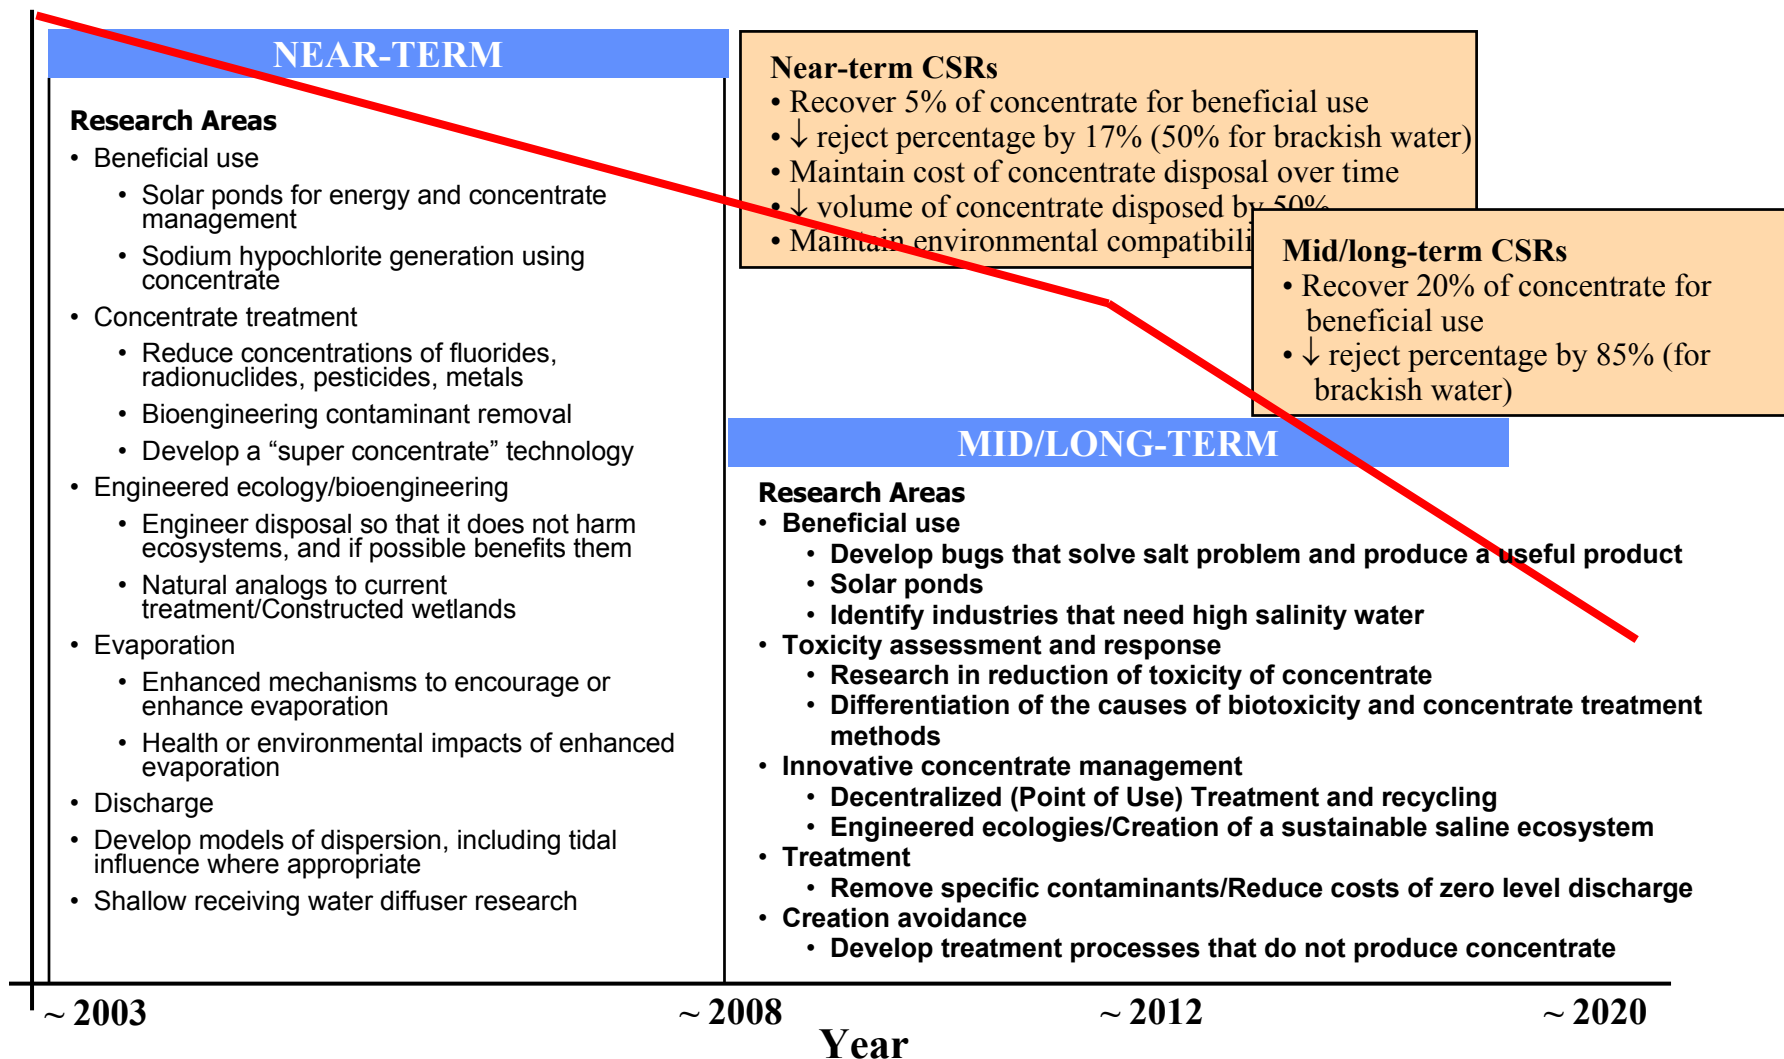 NEAR-TERM
Research Areas
• Beneficial use
• Solar ponds for energy and concentrate
management
• Sodium hypochlorite generation using
concentrate
• Concentrate treatment
• Reduce concentrations of fluorides,
radionuclides, pesticides, metals
• Bioengineering contaminant removal
• Develop a “super concentrate” technology
• Engineered ecology/bioengineering
• Engineer disposal so that it does not harm
ecosystems, and if possible benefits them
• Natural analogs to current
treatment/Constructed wetlands
• Evaporation
• Enhanced mechanisms to encourage or
enhance evaporation
• Health or environmental impacts of enhanced
evaporation
• Discharge
• Develop models of dispersion, including tidal
influence where appropriate
• Shallow receiving water diffuser research
Near-term CSRs
• Recover 5% of concentrate for beneficial use
• ↓ reject percentage by 17% (50% for brackish water)
• Maintain cost of concentrate disposal over time
• ↓ volume of concentrate disposed by 50%
• Maintain environmental
Mid/long-term CSRs
• Recover 20% of concentrate for
beneficial use
• ↓ reject percentage by 85% (for
brackish water)
MID/LONG-TERM
Research Areas
• Beneficial use
• Develop bugs that solve salt problem and produce a useful product
• Solar ponds
• Identify industries that need high salinity water
• Toxicity assessment and response
• Research in reduction of toxicity of concentrate
• Differentiation of the causes of biotoxicity and concentrate treatment
methods
• Innovative concentrate management
• Decentralized (Point of Use) Treatment and recycling
• Engineered ecologies/Creation of a sustainable saline ecosystem
• Treatment
• Remove specific contaminants/Reduce costs of zero level discharge
• Creation avoidance
• Develop treatment processes that do not produce concentrate
~ 2003 ~ 2008 ~ 2012 ~ 2020
Year